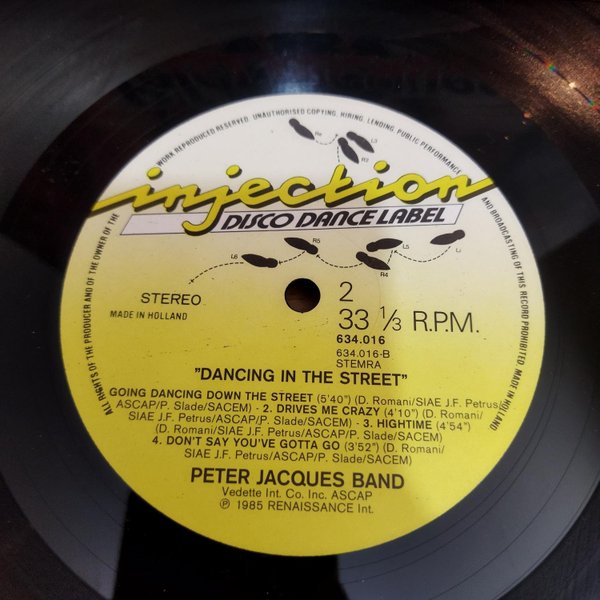 ALL RIGHTS OF THE PRODUCER AND OF THE OWNER OF THE WORK REPRODUCED RESERVED. UNAUTHORISED COPYING, HIRING, LENDING, PUBLIC PERFORMANCE AND BROADCASTING OF THIS RECORD PROHIBITED. MADE IN HOLLAND
L3
R2
injection
DISCO DANCE LABEL
L6
R5
R4
L5
STEREO
2
MADE IN HOLLAND
33 1/3 R.P.M.
634.016
634.016-B
STEMRA
"DANCING IN THE STREET"
GOING DANCING DOWN THE STREET (5'40") (D. Romani/SIAE J.F. Petrus/
ASCAP/P. Slade/SACEM) - 2. DRIVES ME CRAZY (4'10") (D. Romani/
SIAE J.F. Petrus/ASCAP/P. Slade/SACEM) - 3. HIGHTIME (4'54")
(D. Romani/SIAE J.F. Petrus/ASCAP/P. Slade/SACEM)
4. DON'T SAY YOU'VE GOTTA GO (3'52") (D. Romani/
SIAE J.F. Petrus/ASCAP/P. Slade/SACEM)
PETER JACQUES BAND
Vedette Int. Co. Inc. ASCAP
℗ 1985 RENAISSANCE Int.